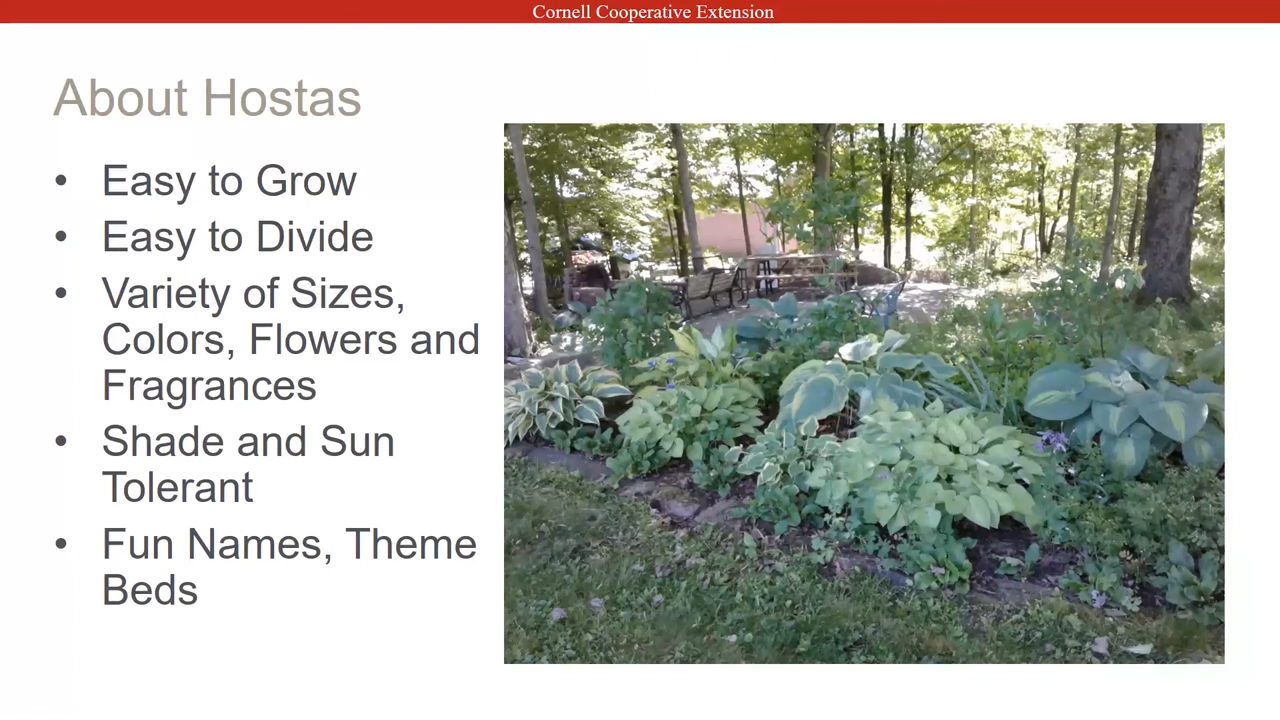 Cornell Cooperative Extension
About Hostas
• Easy to Grow
• Easy to Divide
• Variety of Sizes,
Colors, Flowers and
Fragrances
• Shade and Sun
Tolerant
• Fun Names, Theme
Beds